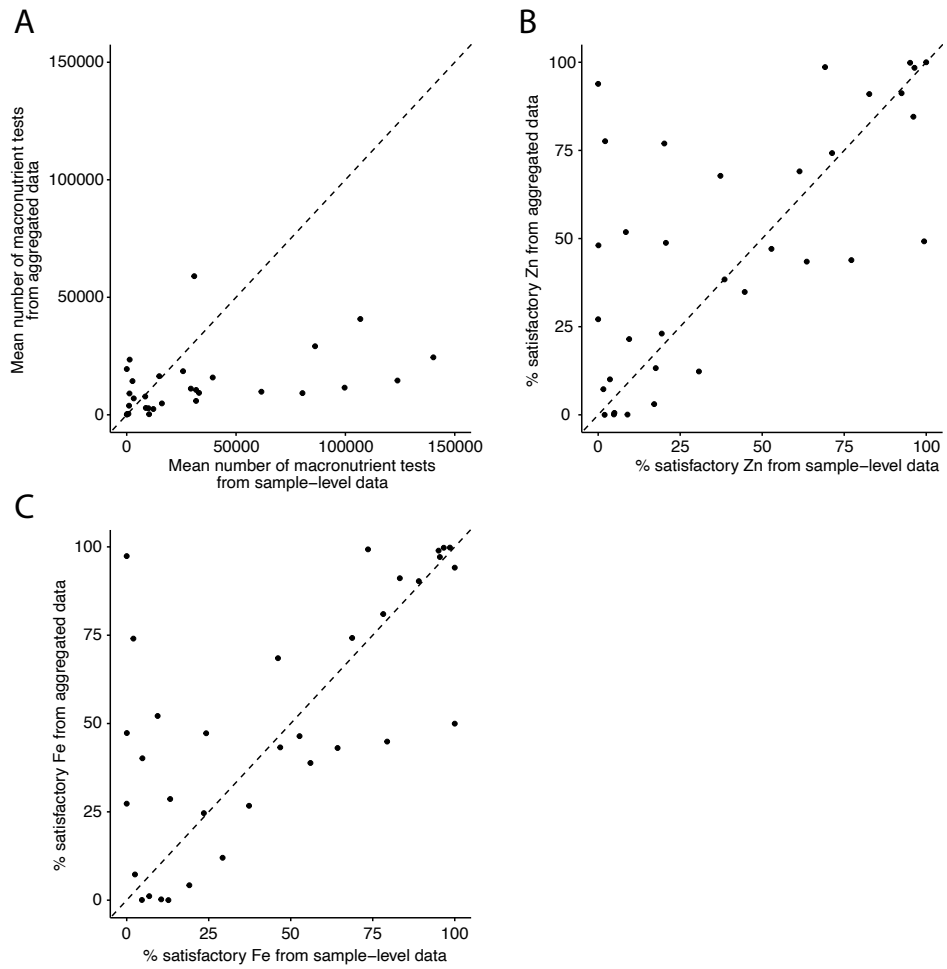 A
Mean number of macronutrient tests
from aggregated data
150000
100000
50000
0
0
50000
100000
150000
Mean number of macronutrient tests
from sample−level data
B
% satisfactory Zn from aggregated data
100
75
50
25
0
0
25
50
75
100
% satisfactory Zn from sample−level data
C
% satisfactory Fe from aggregated data
100
75
50
25
0
0
25
50
75
100
% satisfactory Fe from sample−level data